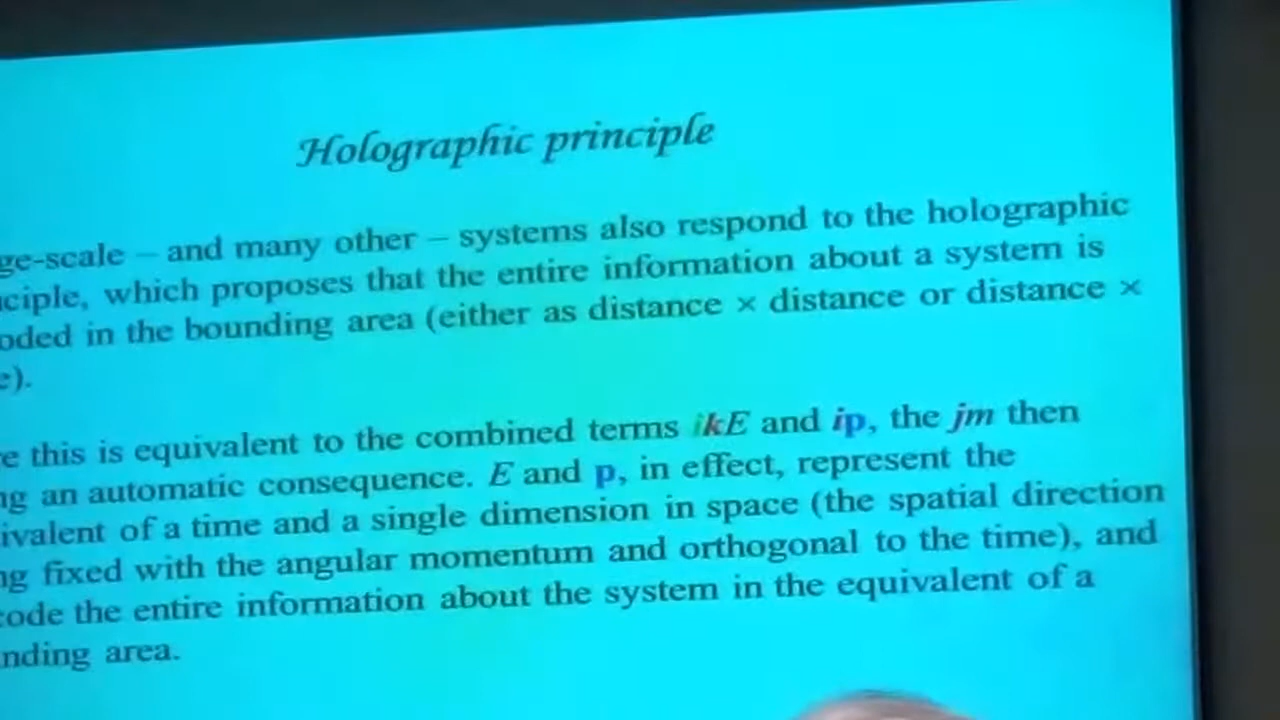 Holographic principle
ge-scale – and many other – systems also respond to the holographic
ciple, which proposes that the entire information about a system is
oded in the bounding area (either as distance × distance or distance ×
e).
e this is equivalent to the combined terms ikE and ip, the jm then
ng an automatic consequence. E and p, in effect, represent the
ivalent of a time and a single dimension in space (the spatial direction
ng fixed with the angular momentum and orthogonal to the time), and
code the entire information about the system in the equivalent of a
nding area.